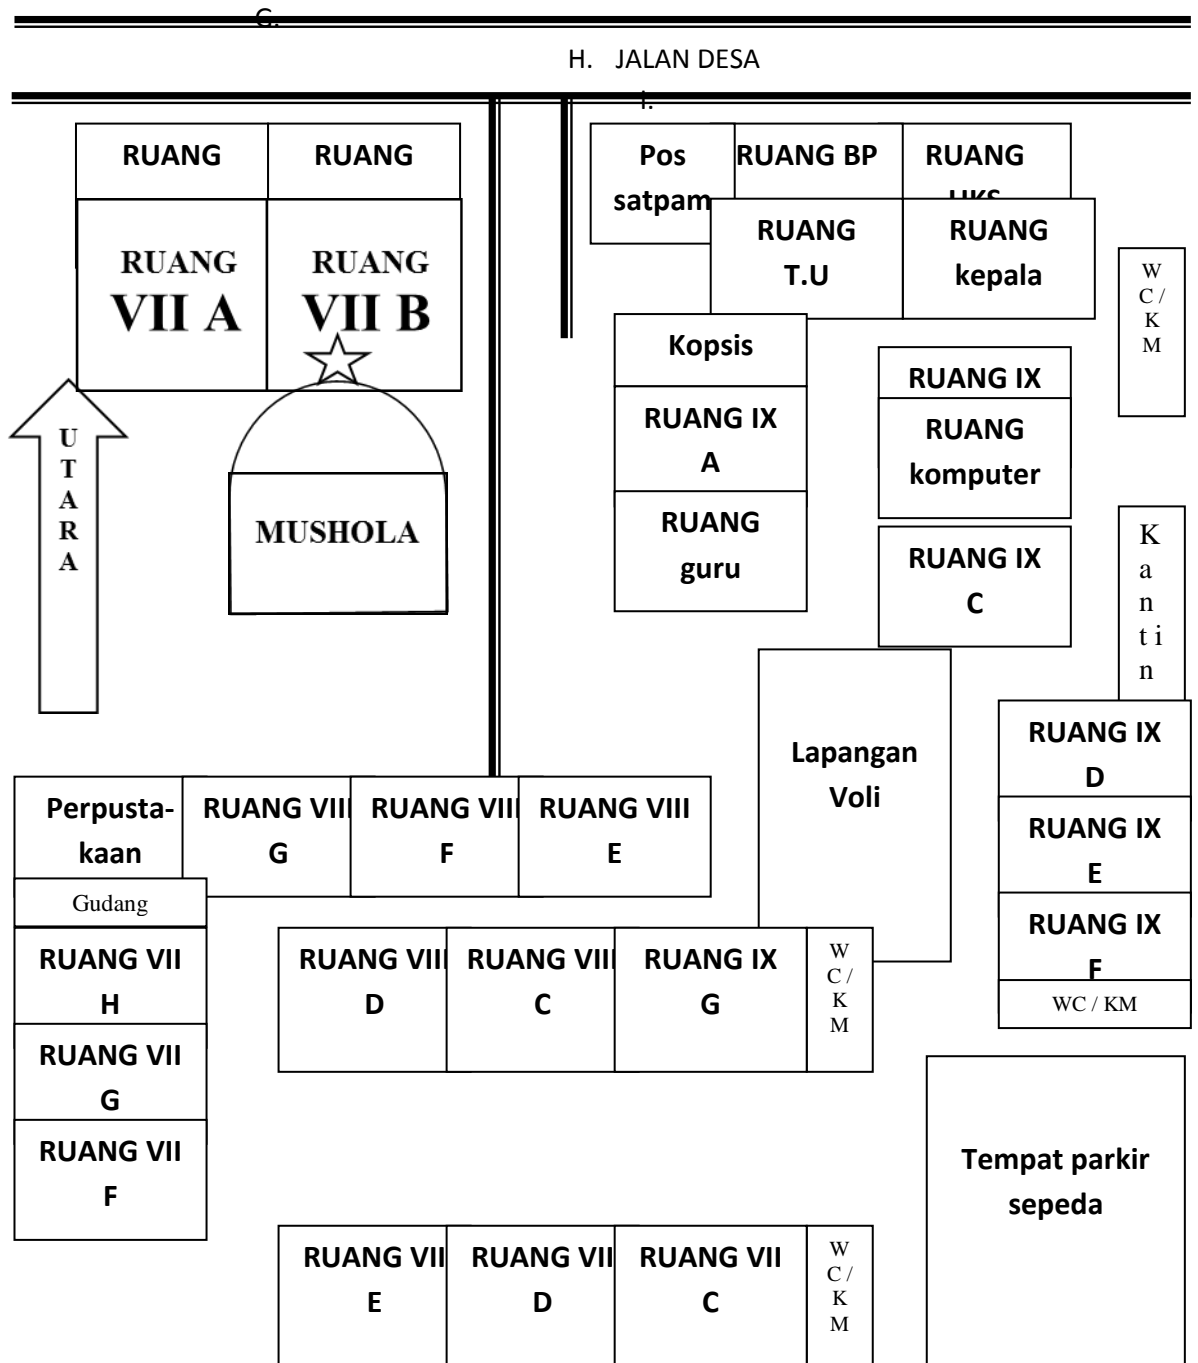 G.
H. JALAN DESA
I.
RUANG
RUANG
Pos
satpam
RUANG BP
RUANG
UKS
RUANG
VII A
RUANG
VII B
RUANG
T.U
RUANG
kepala
W
C /
K
M
Kopsis
RUANG IX
RUANG IX
A
RUANG
komputer
U
T
A
R
A
MUSHOLA
RUANG
guru
RUANG IX
C
K
a
n
t i
n
Lapangan
Voli
RUANG IX
D
Perpusta-
kaan
RUANG VIII
G
RUANG VIII
F
RUANG VIII
E
RUANG IX
E
Gudang
RUANG IX
F
RUANG VII
H
RUANG VIII
D
RUANG VIII
C
RUANG IX
G
W
C /
K
M
WC / KM
RUANG VII
G
RUANG VII
F
Tempat parkir
sepeda
RUANG VII
E
RUANG VII
D
RUANG VII
C
W
C /
K
M